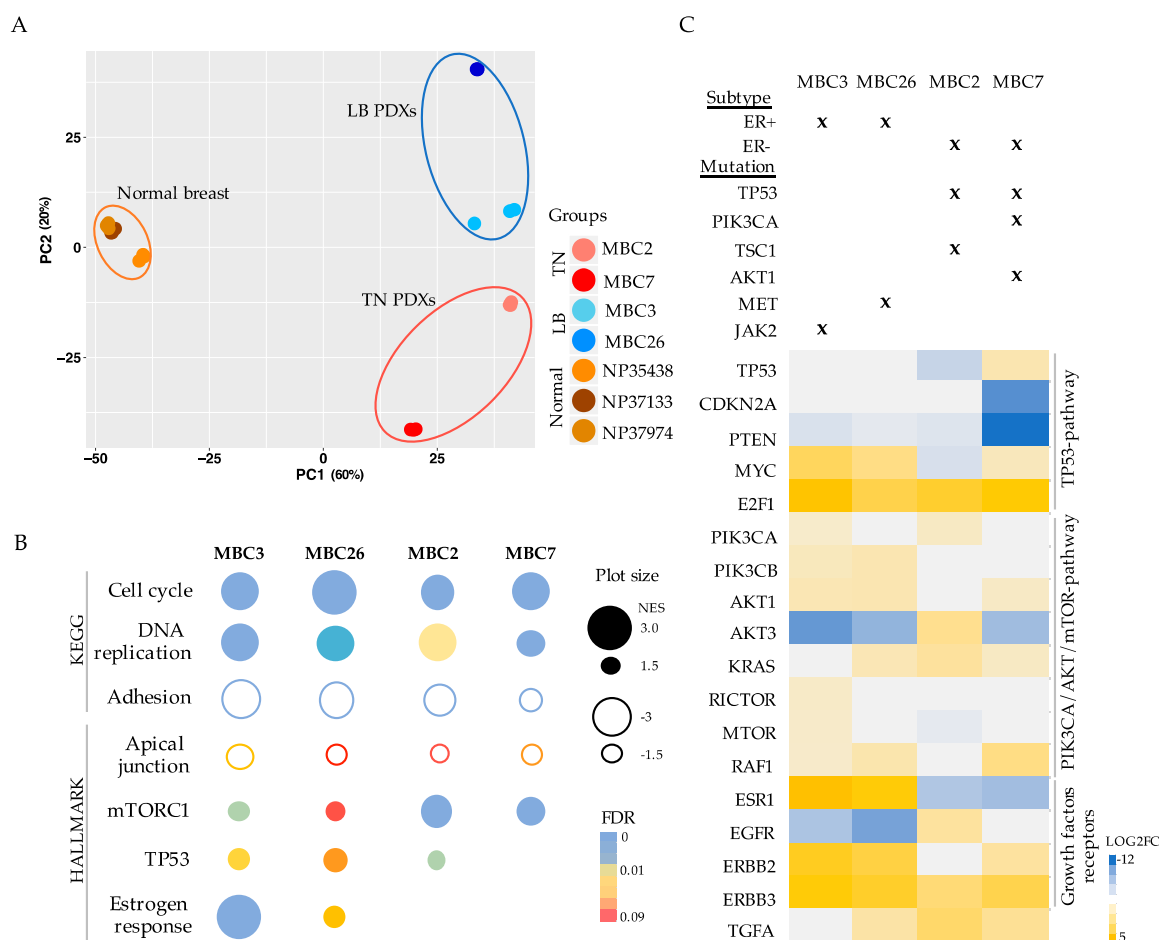 A
LB PDXs
25
Normal breast
0
TN PDXs
−25
PC2 (20%)
−50
−25
0
25
PC1 (60%)
Groups
TN
MBC2
MBC7
LB
MBC3
MBC26
Normal
NP35438
NP37133
NP37974
B
MBC3 MBC26 MBC2 MBC7
KEGG
Cell cycle
DNA
replication
Adhesion
HALLMARK
Apical
junction
mTORC1
TP53
Estrogen
response
Plot size
NES
3.0
1.5
-3
-1.5
FDR
0
0.01
0.09
C
MBC3 MBC26 MBC2 MBC7
Subtype
ER+ x x
ER- x x
Mutation
TP53 x x
PIK3CA x
TSC1 x
AKT1 x
MET x
JAK2 x
TP53
CDKN2A
PTEN
MYC
E2F1
TP53-pathway
PIK3CA
PIK3CB
AKT1
AKT3
KRAS
RICTOR
MTOR
RAF1
PIK3CA/AKT/mTOR-pathway
ESR1
EGFR
ERBB2
ERBB3
TGFA
Growth factors
receptors
LOG2FC
-12
5